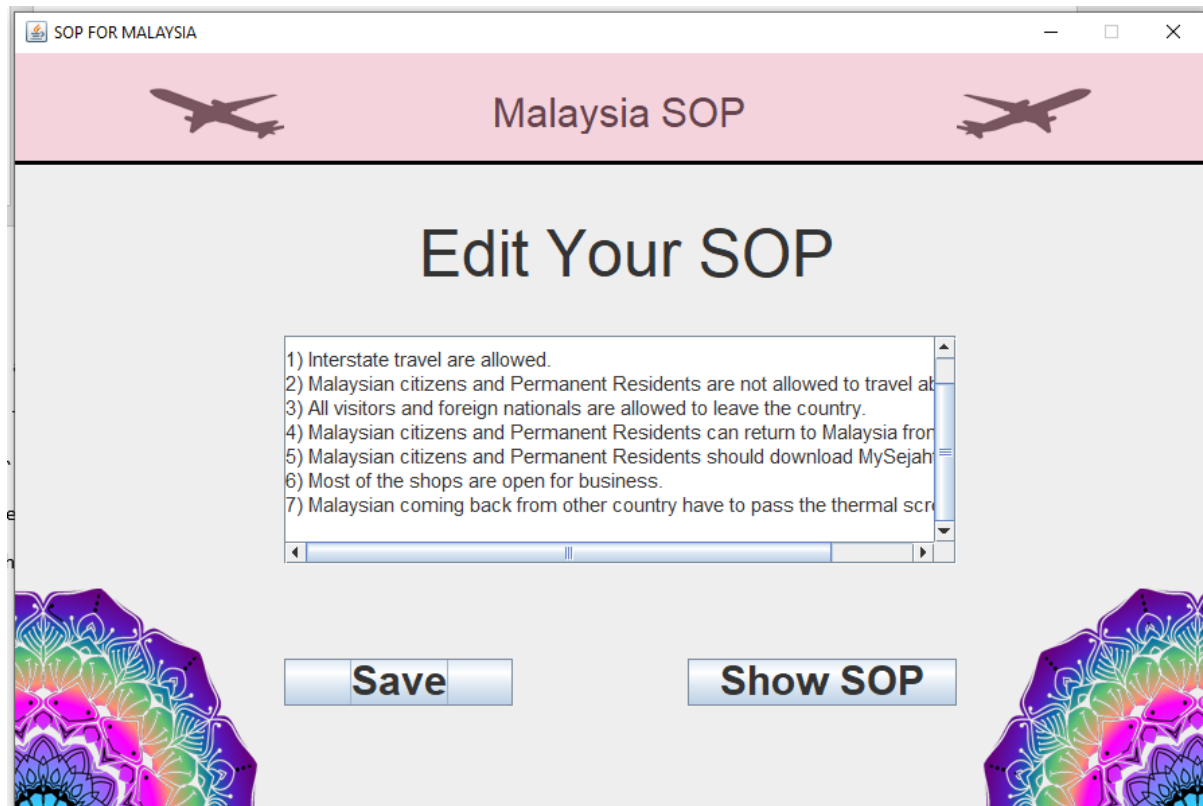 SOP FOR MALAYSIA
Malaysia SOP
Edit Your SOP
1) Interstate travel are allowed.
2) Malaysian citizens and Permanent Residents are not allowed to travel
3) All visitors and foreign nationals are allowed to leave the country.
4) Malaysian citizens and Permanent Residents can return to Malaysia
5) Malaysian citizens and Permanent Residents should download
6) Most of the shops are open for business.
7) Malaysian coming back from other country have to pass the thermal
Save
Show SOP